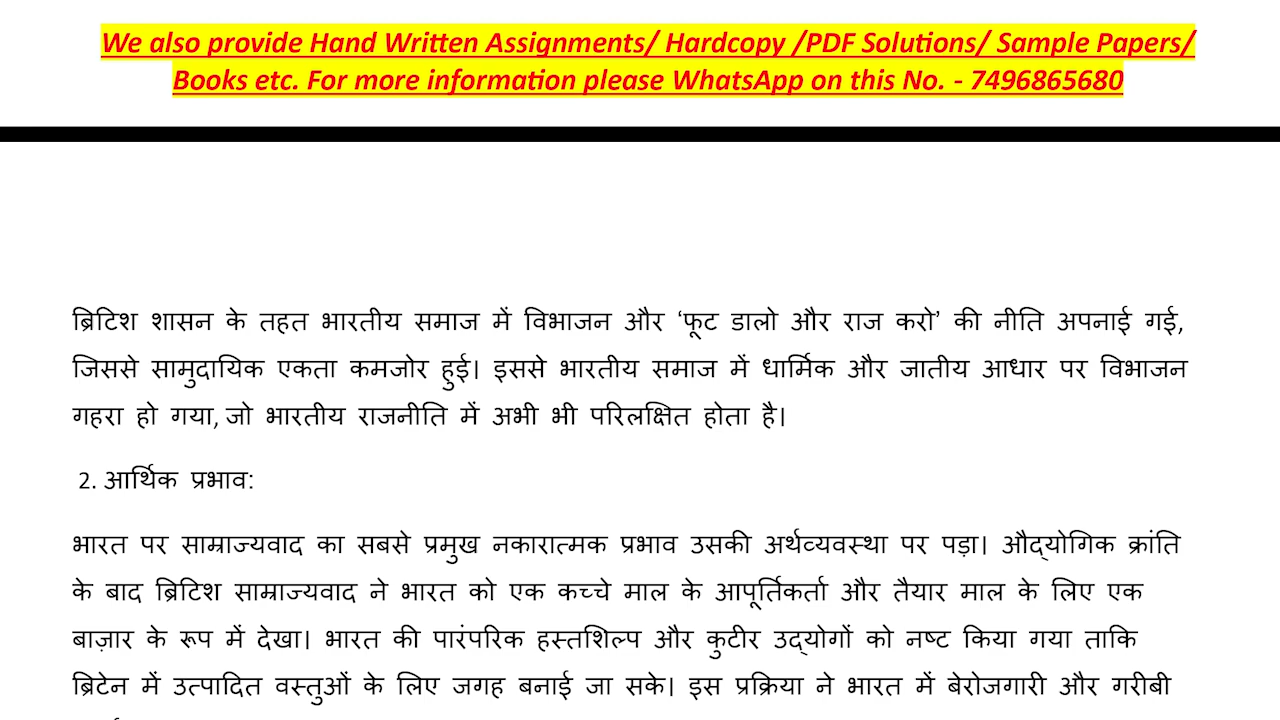 We also provide Hand Written Assignments/ Hardcopy /PDF Solutions/ Sample Papers/
Books etc. For more information please WhatsApp on this No. - 7496865680
ब्रिटिश शासन के तहत भारतीय समाज में विभाजन और ‘फूट डालो और राज करो’ की नीति अपनाई गई,
जिससे सामुदायिक एकता कमजोर हुई। इससे भारतीय समाज में धार्मिक और जातीय आधार पर विभाजन
गहरा हो गया, जो भारतीय राजनीति में अभी भी परिलक्षित होता है।
2. आर्थिक प्रभाव:
भारत पर साम्राज्यवाद का सबसे प्रमुख नकारात्मक प्रभाव उसकी अर्थव्यवस्था पर पड़ा। औद्योगिक क्रांति
के बाद ब्रिटिश साम्राज्यवाद ने भारत को एक कच्चे माल के आपूर्तिकर्ता और तैयार माल के लिए एक
बाज़ार के रूप में देखा। भारत की पारंपरिक हस्तशिल्प और कुटीर उद्योगों को नष्ट किया गया ताकि
ब्रिटेन में उत्पादित वस्तुओं के लिए जगह बनाई जा सके। इस प्रक्रिया ने भारत में बेरोजगारी और गरीबी